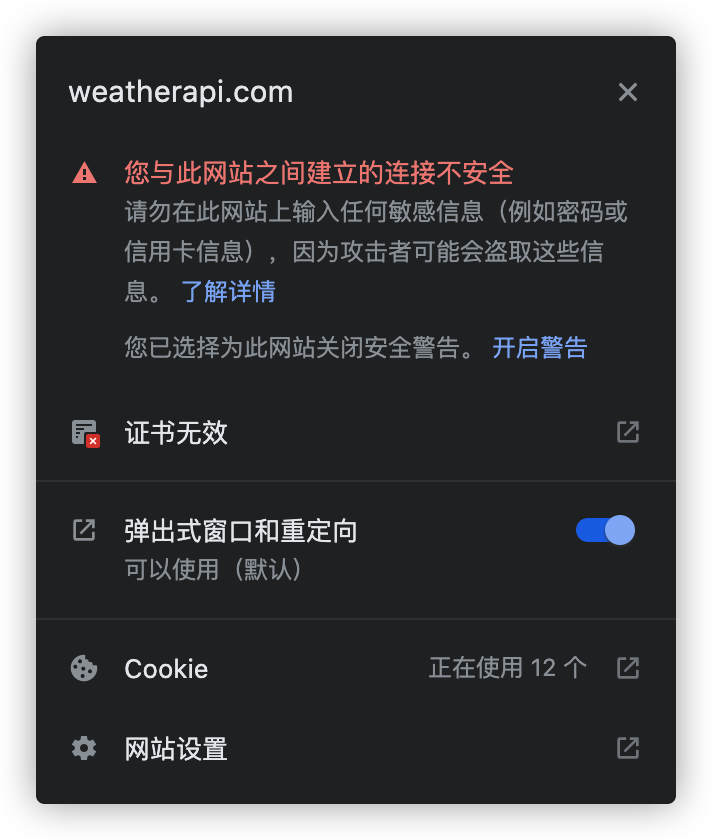 weatherapi.com
您与此网站之间建立的连接不安全
请勿在此网站上输入任何敏感信息（例如密码或
信用卡信息），因为攻击者可能会盗取这些信
息。 了解详情
您已选择为此网站关闭安全警告。 开启警告
证书无效
弹出式窗口和重定向
可以使用（默认）
Cookie 正在使用 12 个
网站设置